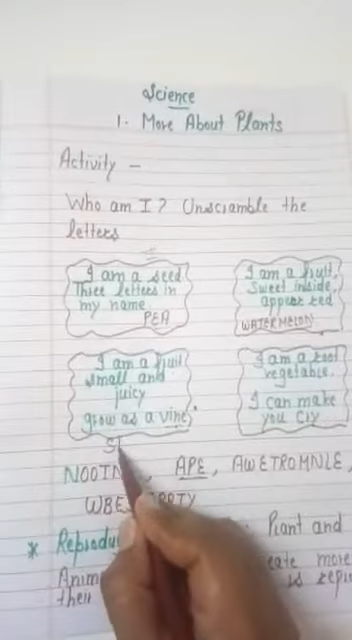 Science
1. More About Plants
Activity -
Who am I? Unscramble the
letters
I am a seed
Three letters in
my name.
PEA
I am a fruit,
Sweet inside,
appear red
WATERMELON
I am a fruit
small and
juicy
grow as a vine.
I am a root
vegetable.
I can make
you cry
S
NOOTN , APE, AWETROMNLE,
* Plant and
Anim more
their is